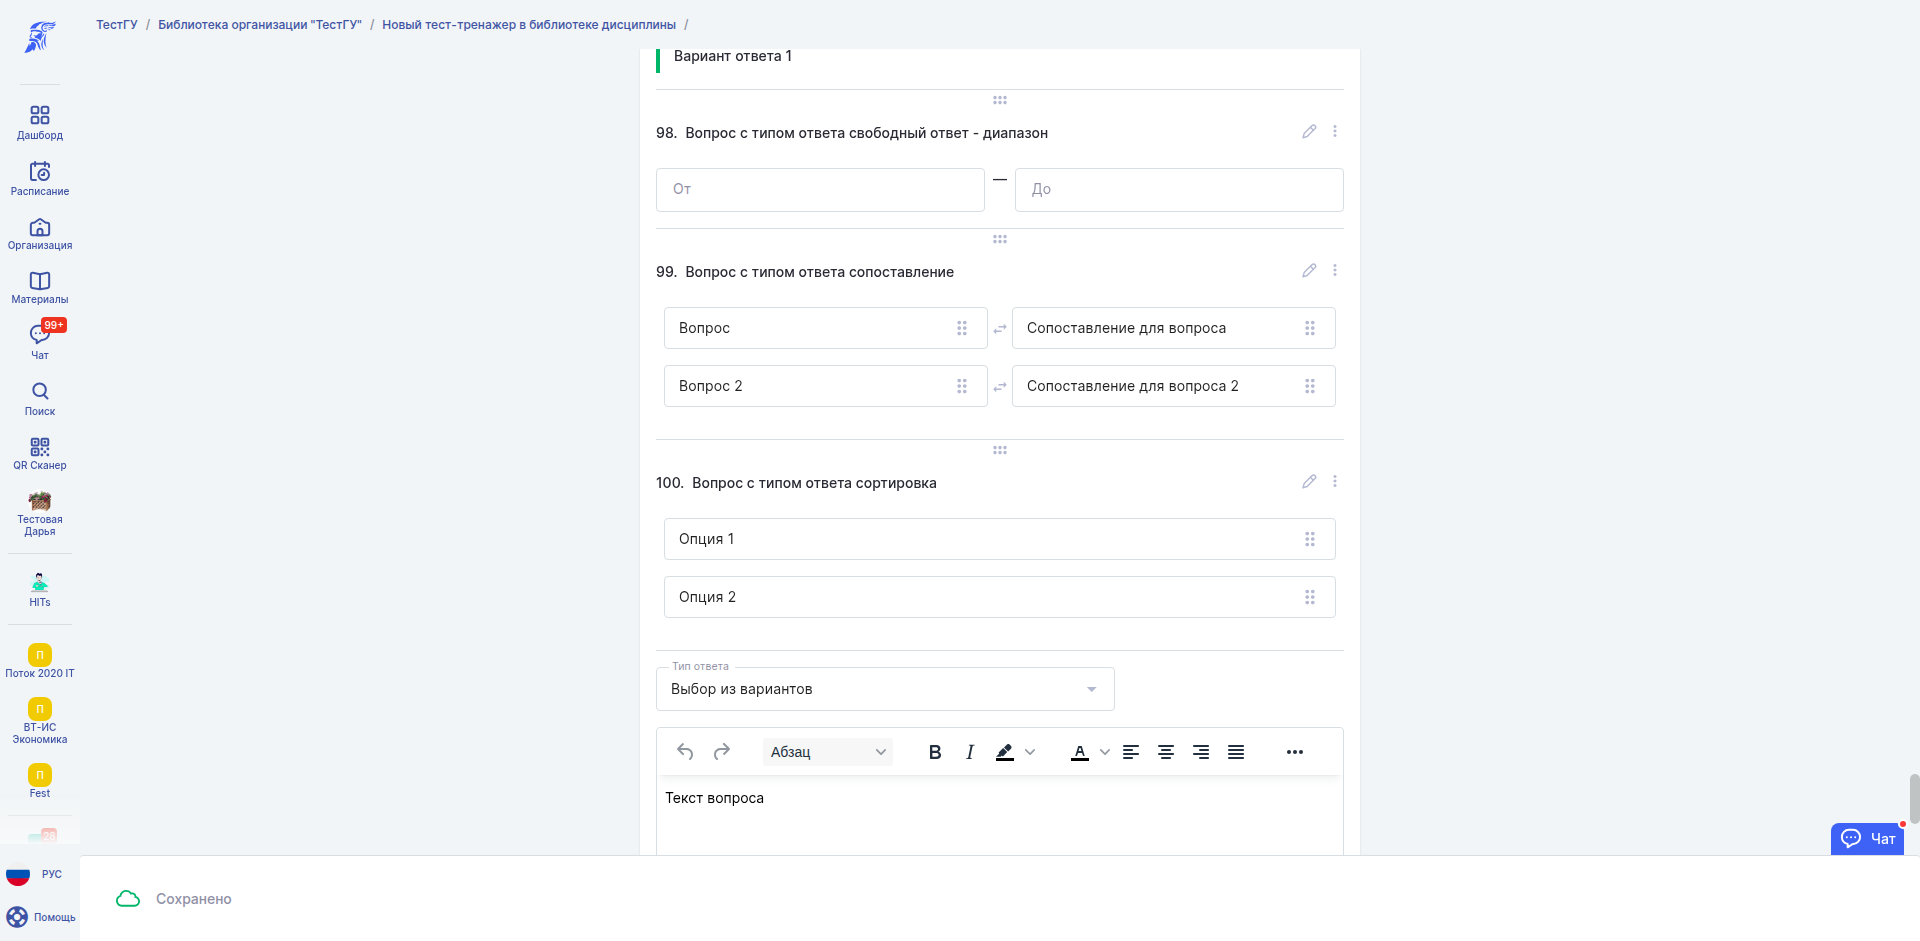 ТестГУ / Библиотека организации "ТестГУ" / Новый тест-тренажер в библиотеке дисциплины /
Дашборд
Расписание
Организация
Материалы
99+
Чат
Поиск
QR Сканер
Тестовая
Дарья
HITs
П
Поток 2020 IT
П
ВТ-ИС
Экономика
П
Fest
28
РУС
Помощь
Вариант ответа 1
98. Вопрос с типом ответа свободный ответ - диапазон
От — До
99. Вопрос с типом ответа сопоставление
Вопрос Сопоставление для вопроса
Вопрос 2 Сопоставление для вопроса 2
100. Вопрос с типом ответа сортировка
Опция 1
Опция 2
Тип ответа
Выбор из вариантов
Абзац B I A
Текст вопроса
Чат
Сохранено